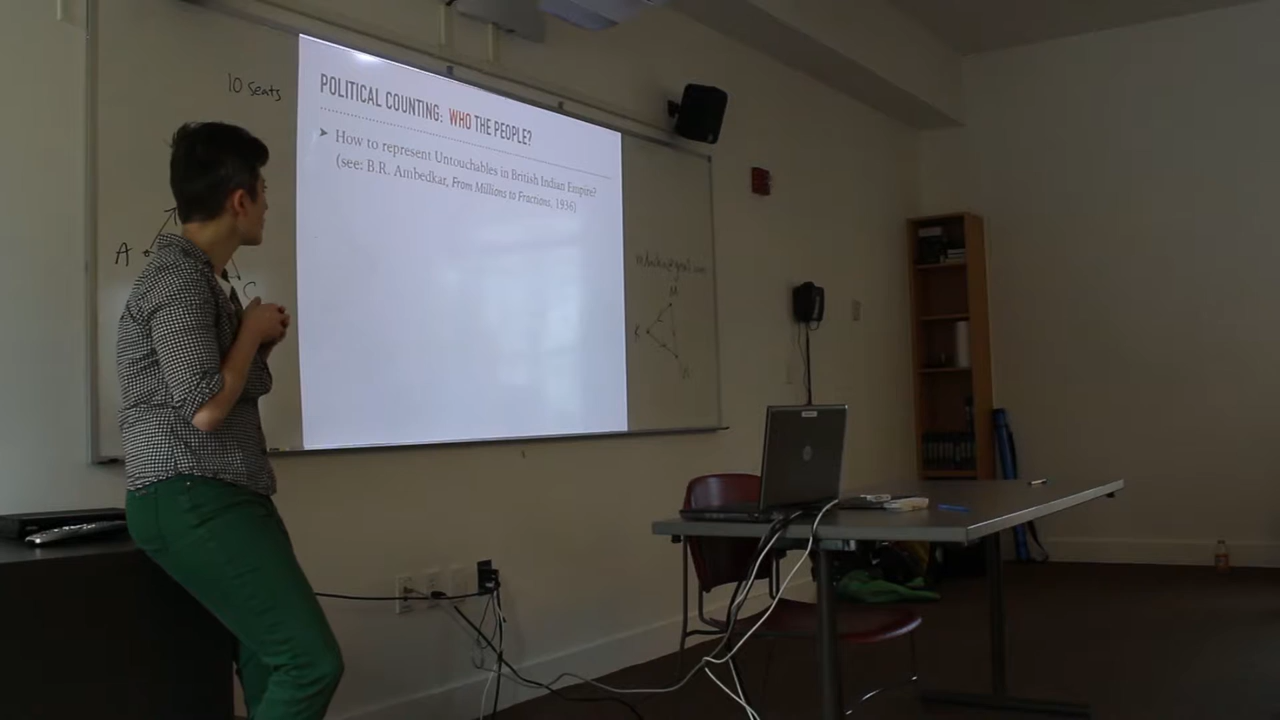 10 seats
POLITICAL COUNTING: WHO THE PEOPLE?
➤ How to represent Untouchables in British Indian Empire?
(see: B.R. Ambedkar, From Millions to Fractions, 1936)
A
C
M
K
A